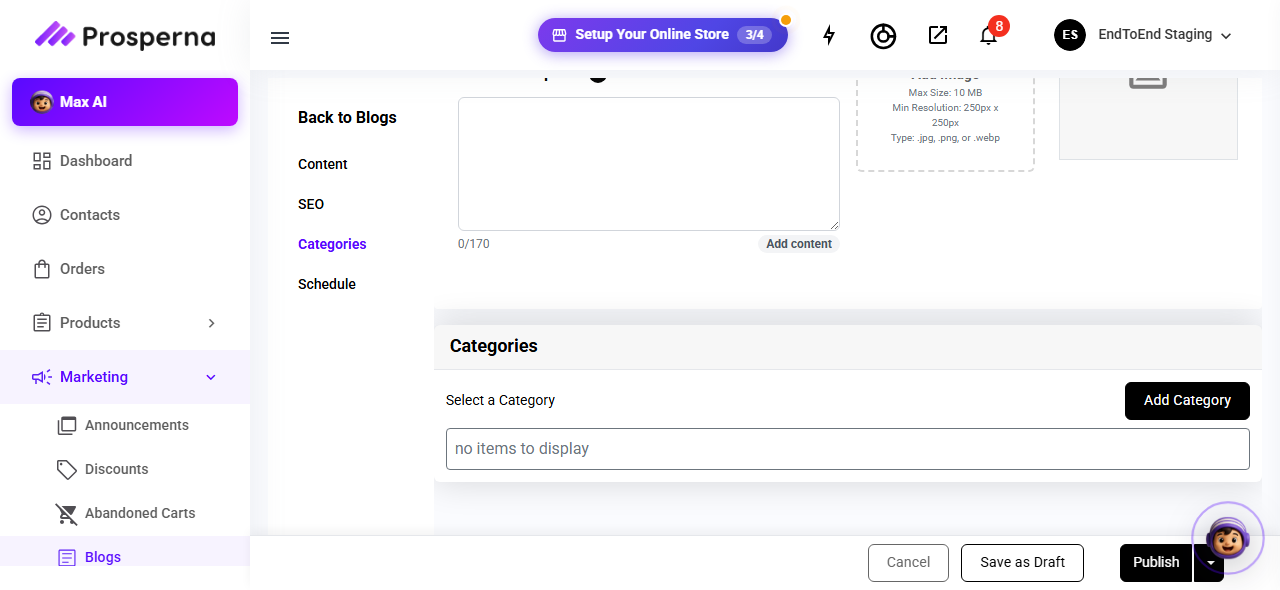 Prosperna
Setup Your Online Store 3/4
8
ES EndToEnd Staging
Max AI
Dashboard
Contacts
Orders
Products
Marketing
Announcements
Discounts
Abandoned Carts
Blogs
Back to Blogs
Content
SEO
Categories
Schedule
0/170
Add content
Max Size: 10 MB
Min Resolution: 250px x
250px
Type: .jpg, .png, or .webp
Categories
Select a Category
Add Category
no items to display
Cancel
Save as Draft
Publish